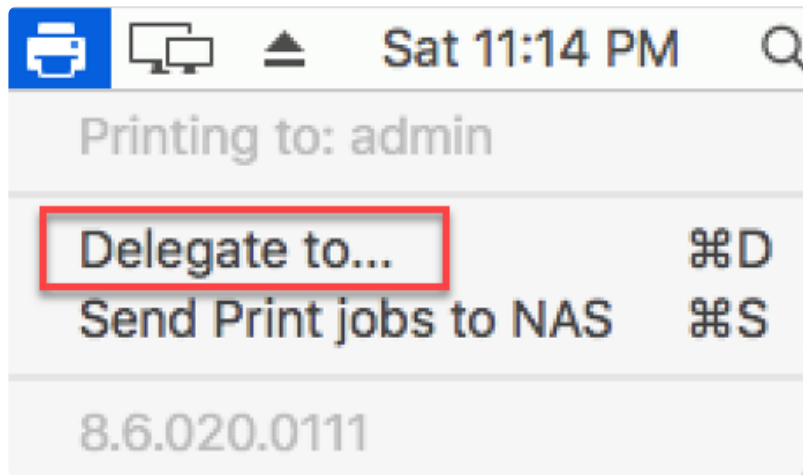 Sat 11:14 PM
Printing to: admin
Delegate to... ⌘D
Send Print jobs to NAS ⌘S
8.6.020.0111